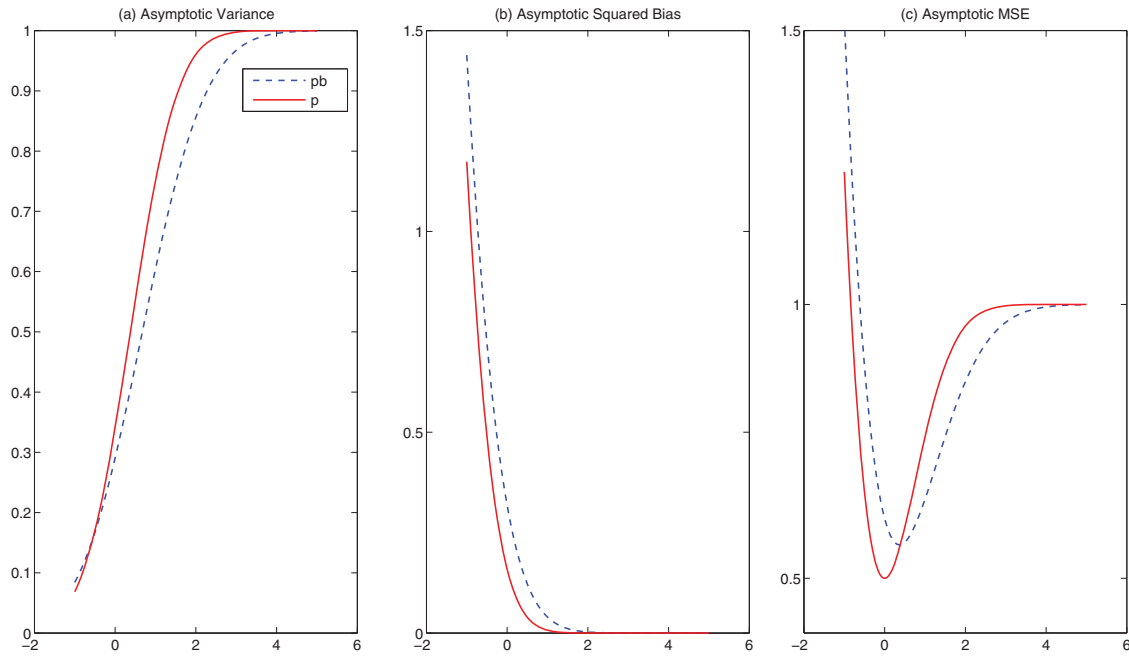 (a) Asymptotic Variance
1
0.9
0.8
0.7
0.6
0.5
0.4
0.3
0.2
0.1
0
−2 0 2 4 6
pb
p
(b) Asymptotic Squared Bias
1.5
1
0.5
0
−2 0 2 4 6
(c) Asymptotic MSE
1.5
1
0.5
−2 0 2 4 6